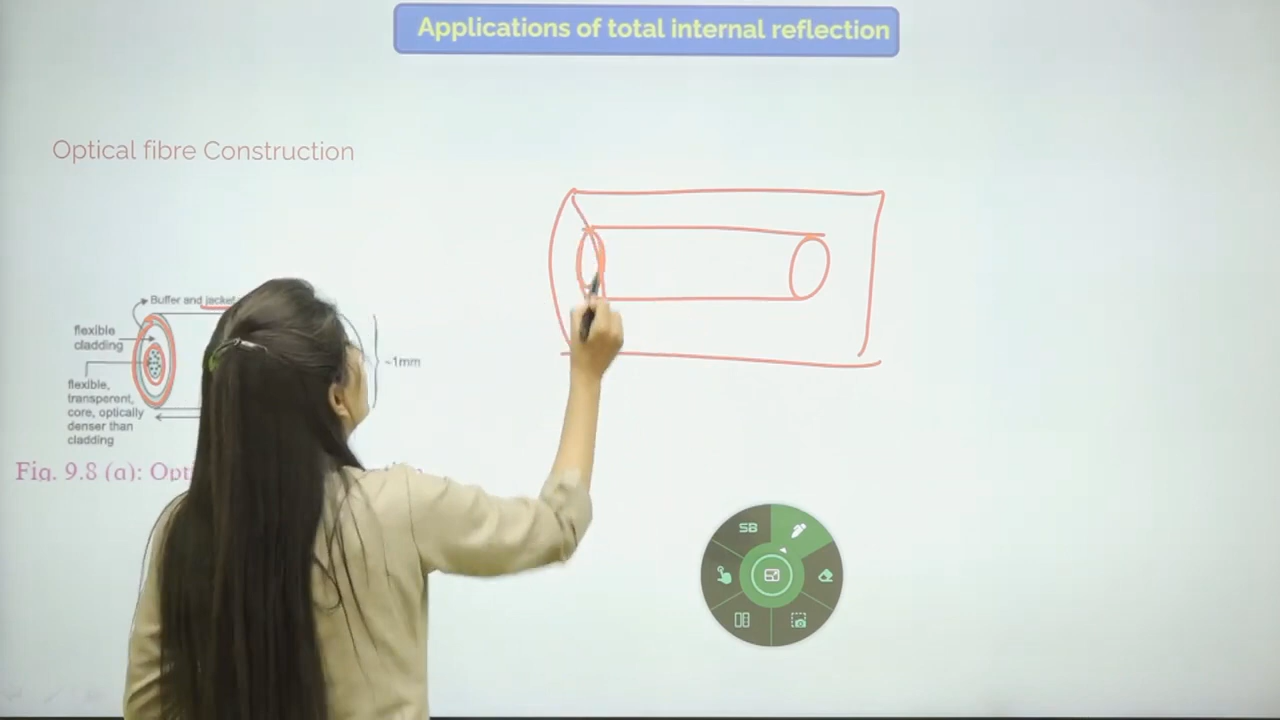 Applications of total internal reflection
Optical fibre Construction
Buffer and jacket
flexible
cladding
~1mm
flexible,
transparent,
core, optically
denser than
cladding
Fig. 9.8 (a):
SB